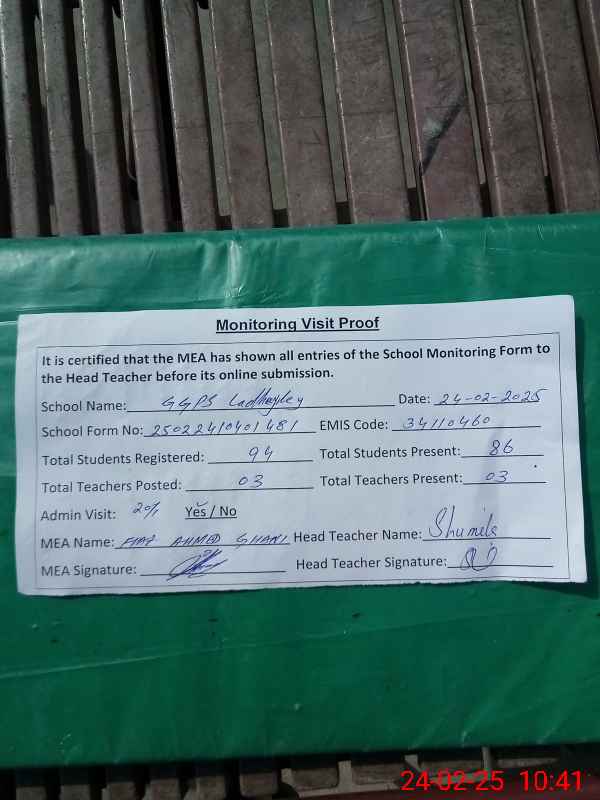 Monitoring Visit Proof
It is certified that the MEA has shown all entries of the School Monitoring Form to
the Head Teacher before its online submission.
School Name: GGPS Date: 24-02-2025
School Form No: 25022410401481 EMIS Code: 34110460
Total Students Registered: 94 Total Students Present: 86
Total Teachers Posted: 03 Total Teachers Present: 03
Admin Visit: Yes / No
MEA Name: AHMED GHANI Head Teacher Name: Shumila
MEA Signature: Head Teacher Signature:
24-02-25 10:41